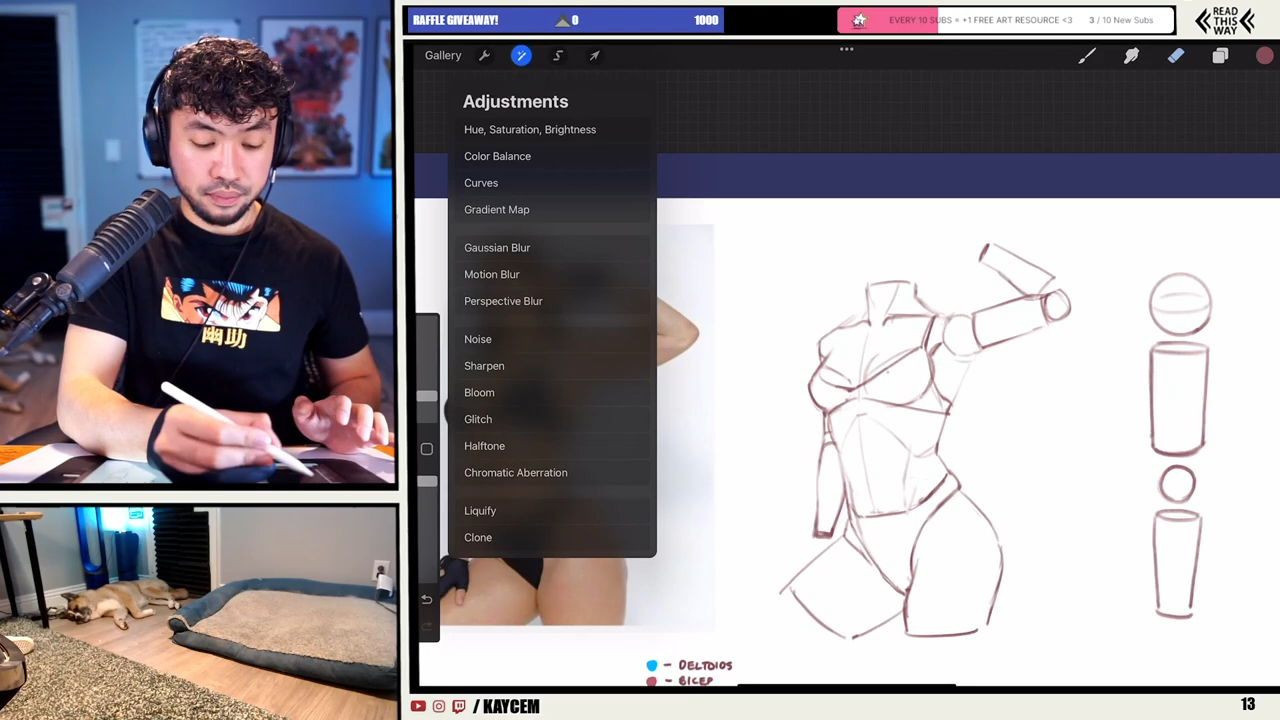 RAFFLE GIVEAWAY!
0
1000
EVERY 10 SUBS = +1 FREE ART RESOURCE <3
3 / 10 New Subs
READ
THIS
WAY
Gallery
Adjustments
Hue, Saturation, Brightness
Color Balance
Curves
Gradient Map
Gaussian Blur
Motion Blur
Perspective Blur
Noise
Sharpen
Bloom
Glitch
Halftone
Chromatic Aberration
Liquify
Clone
幽助
- DELTOIDS
- BICEP
/ KAYCEM
13